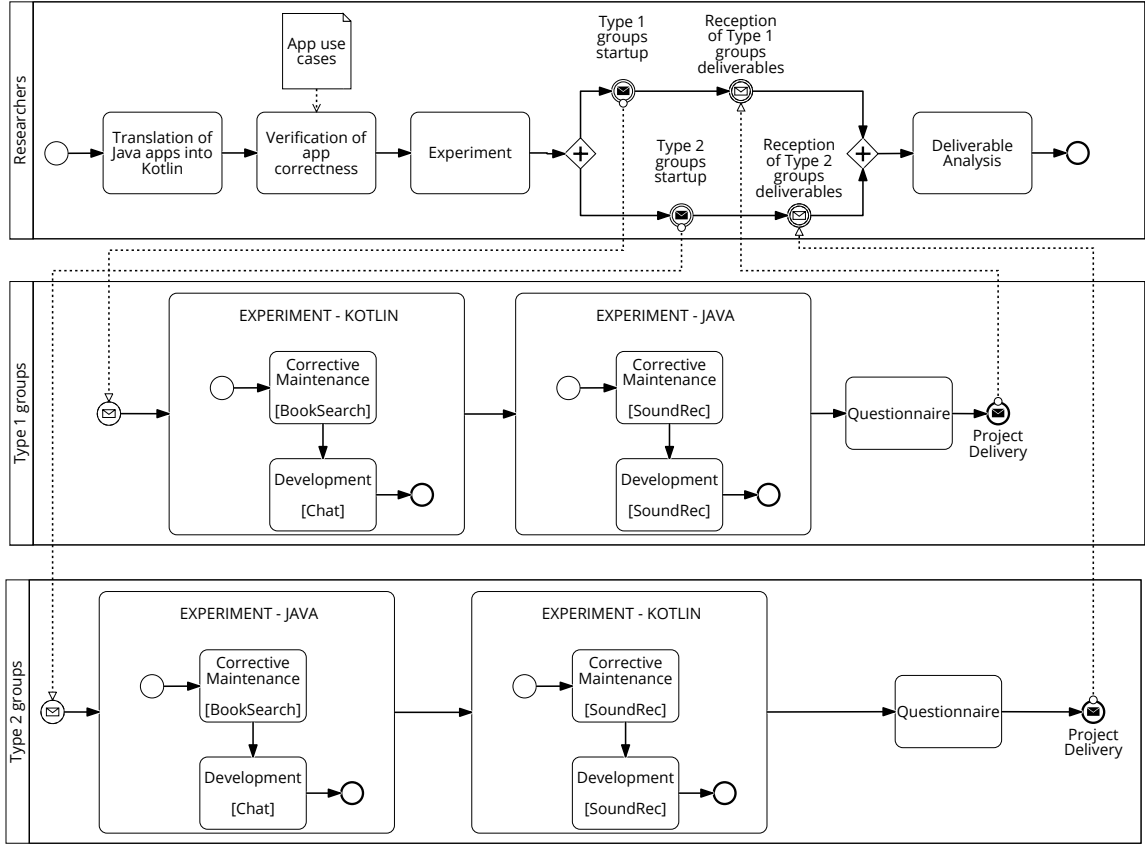 Researchers
App use
cases
Translation of
Java apps into
Kotlin
Verification of
app
correctness
Experiment
Type 1
groups
startup
Reception
of Type 1
groups
deliverables
Type 2
groups
startup
Reception
of Type 2
groups
deliverables
Deliverable
Analysis
Type 1 groups
EXPERIMENT - KOTLIN
Corrective
Maintenance
[BookSearch]
Development
[Chat]
EXPERIMENT - JAVA
Corrective
Maintenance
[SoundRec]
Development
[SoundRec]
Questionnaire
Project
Delivery
Type 2 groups
EXPERIMENT - JAVA
Corrective
Maintenance
[BookSearch]
Development
[Chat]
EXPERIMENT - KOTLIN
Corrective
Maintenance
[SoundRec]
Development
[SoundRec]
Questionnaire
Project
Delivery